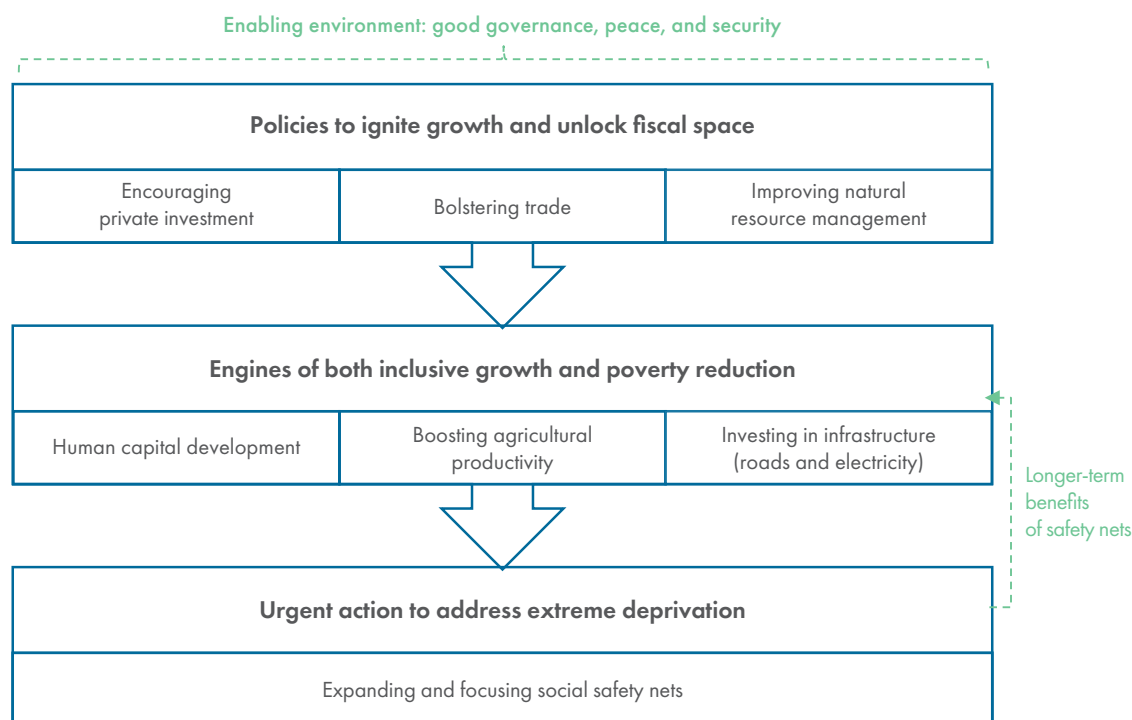 Enabling environment: good governance, peace, and security
Policies to ignite growth and unlock fiscal space
Encouraging
private investment
Bolstering trade
Improving natural
resource management
Engines of both inclusive growth and poverty reduction
Human capital development
Boosting agricultural
productivity
Investing in infrastructure
(roads and electricity)
Longer-term
benefits
of safety nets
Urgent action to address extreme deprivation
Expanding and focusing social safety nets